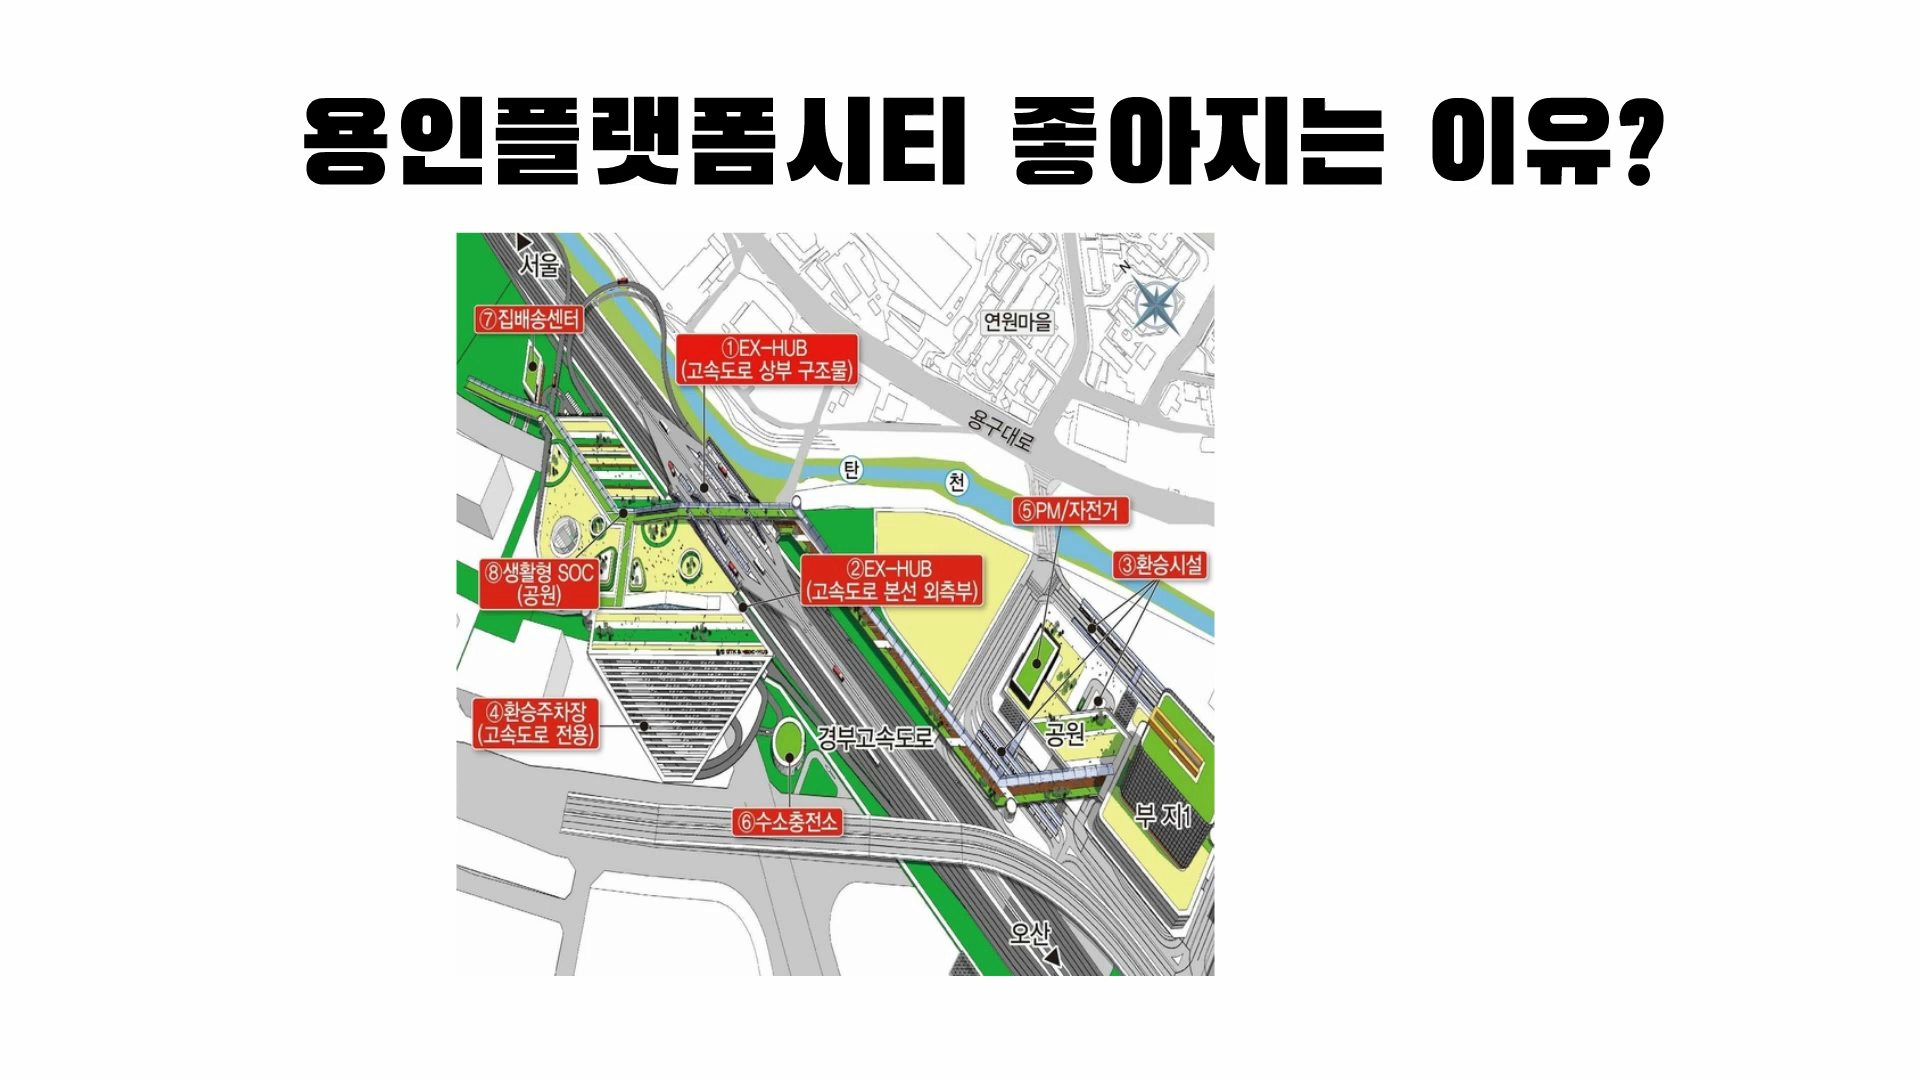 용인플랫폼시티 좋아지는 이유?
서울
N
⑦집배송센터
연원마을
①EX-HUB
(고속도로 상부 구조물)
용구대로
탄
천
⑤PM/자전거
③환승시설
②EX-HUB
(고속도로 본선 외측부)
⑧생활형 SOC
(공원)
④환승주차장
(고속도로 전용)
경부고속도로
공원
부 지1
⑥수소충전소
오산